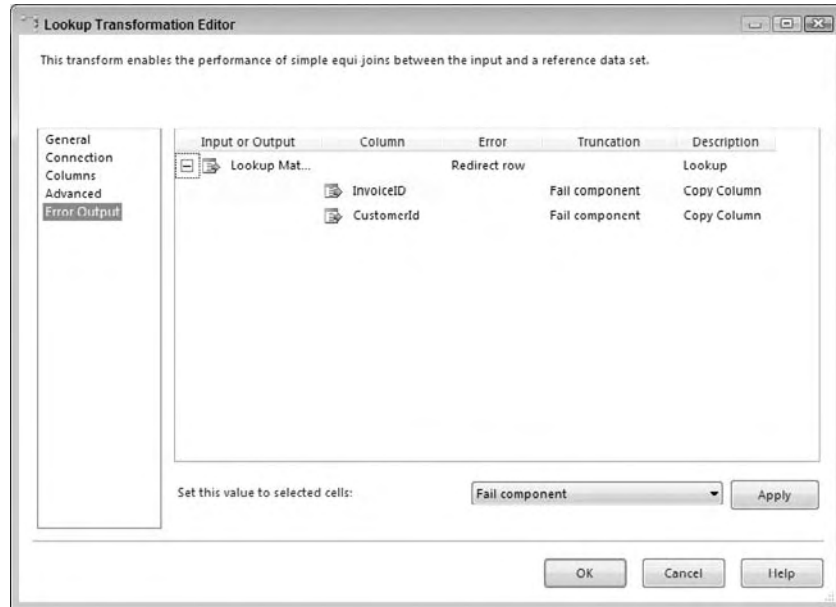 Lookup Transformation Editor
This transform enables the performance of simple equi-joins between the input and a reference data set.
General
Connection
Columns
Advanced
Error Output
Input or Output Column Error Truncation Description
Lookup Mat... Redirect row Lookup
InvoiceID Fail component Copy Column
CustomerId Fail component Copy Column
Set this value to selected cells: Fail component Apply
OK Cancel Help